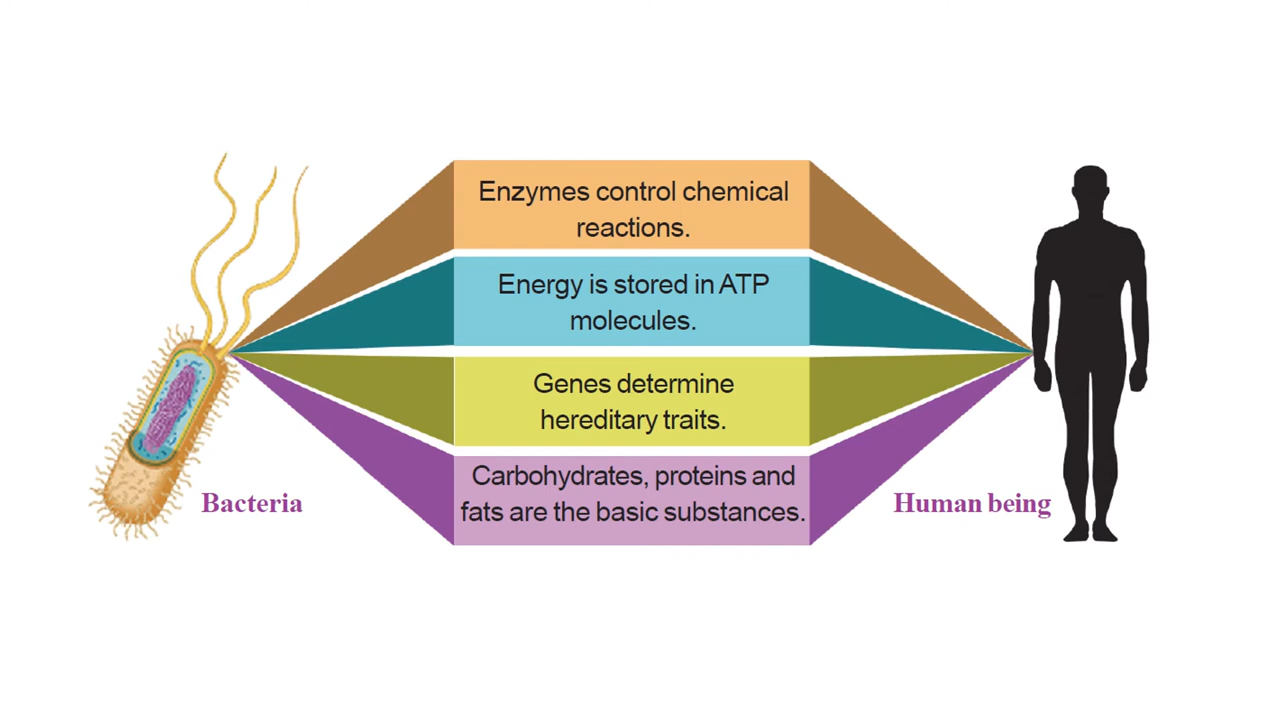 Enzymes control chemical
reactions.
Energy is stored in ATP
molecules.
Genes determine
hereditary traits.
Carbohydrates, proteins and
fats are the basic substances.
Bacteria
Human being